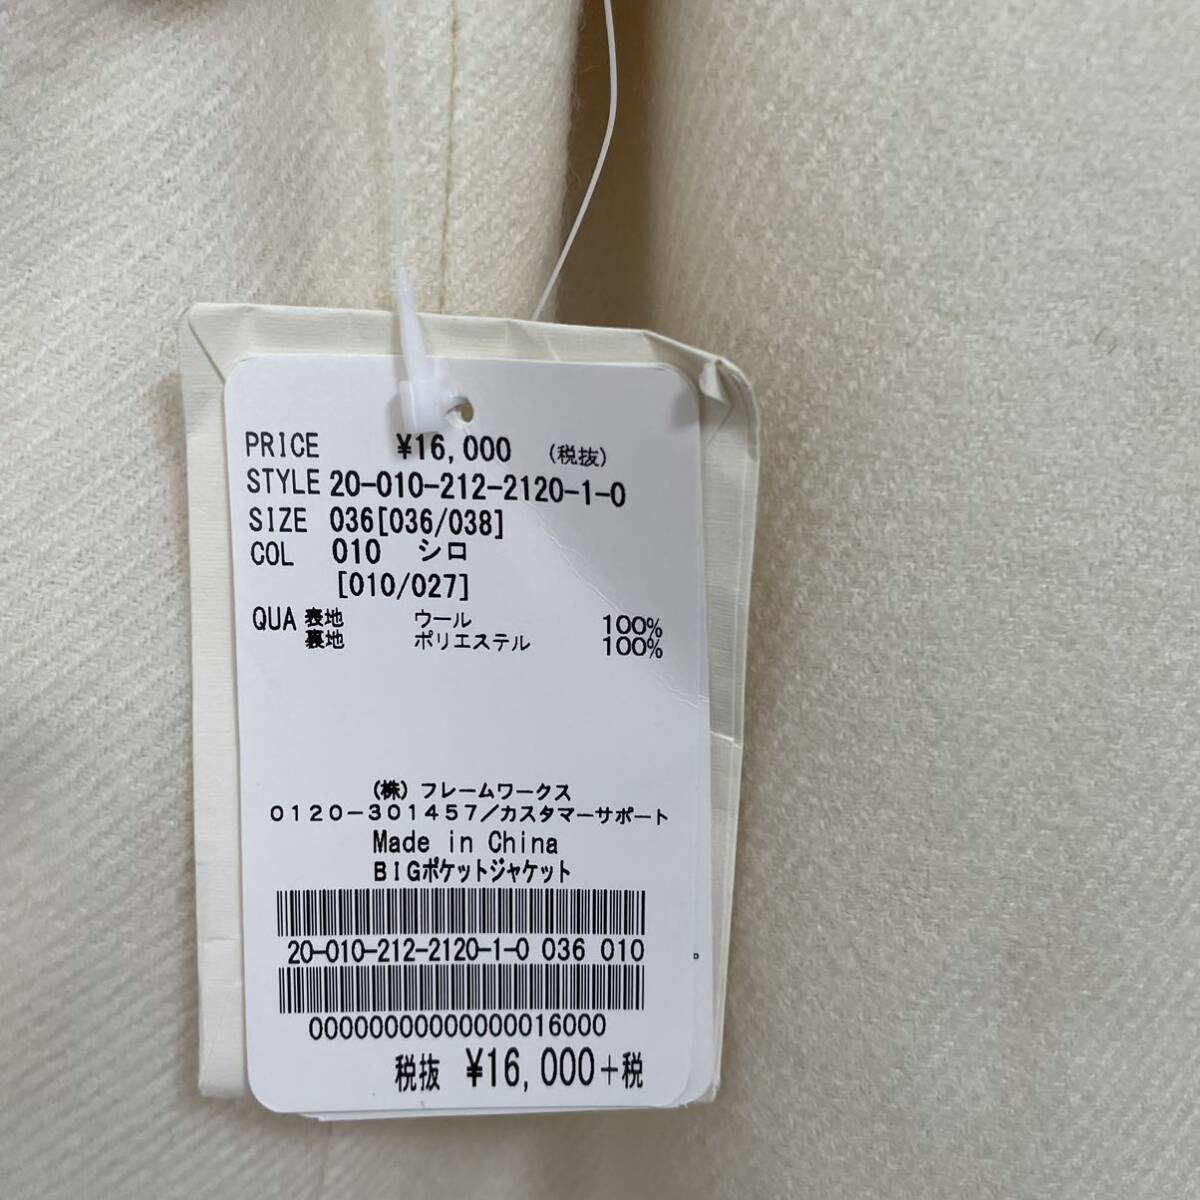 PRICE ¥16,000 (税抜)
STYLE 20-010-212-2120-1-0
SIZE 036[036/038]
COL 010 シロ
[010/027]
QUA 表地 ウール 100%
裏地 ポリエステル 100%
(株) フレームワークス
0120-301457/カスタマーサポート
Made in China
BIGポケットジャケット
20-010-212-2120-1-0 036 010
00000000000000016000
税抜 ¥16,000+税